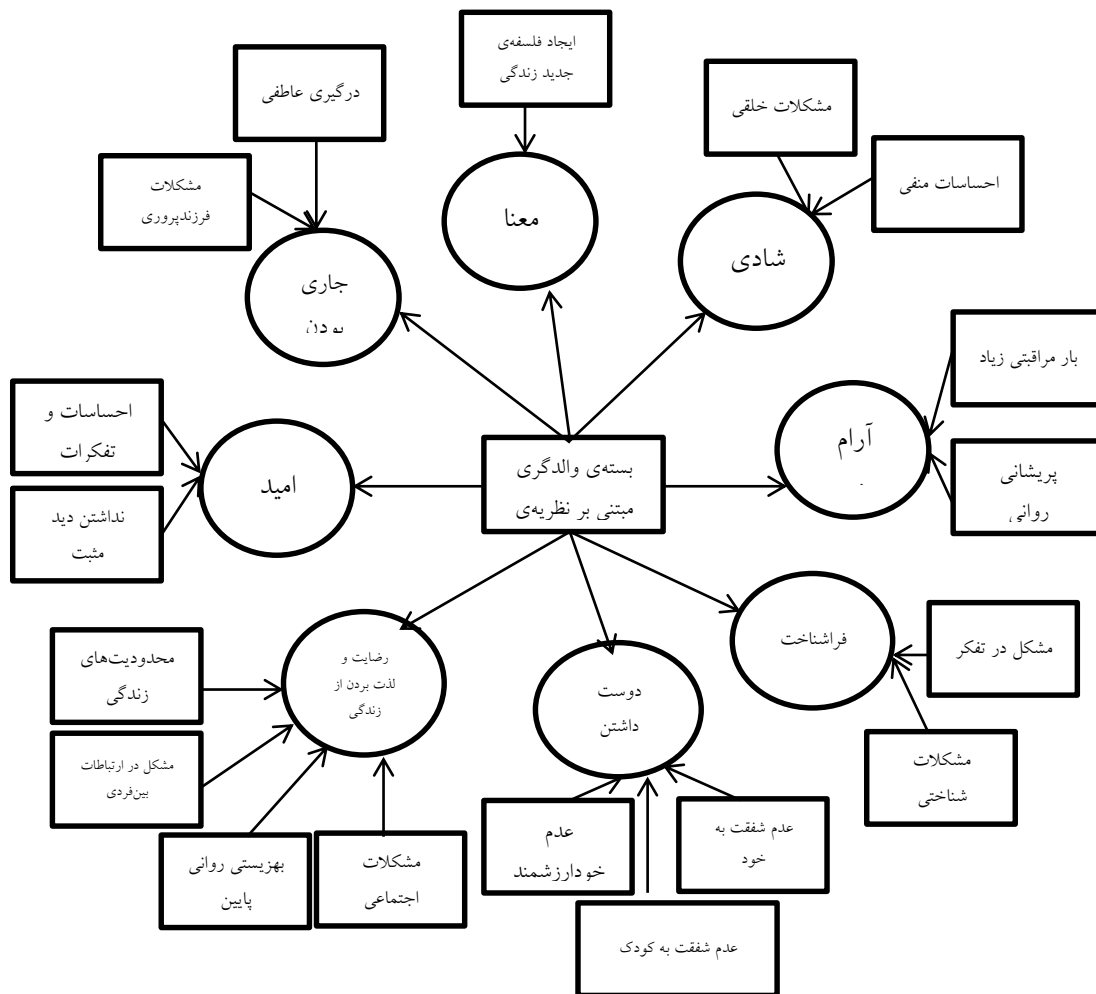 ایجاد فلسفه‌ی
جدید زندگی
درگیری عاطفی
مشکلات خلقی
مشکلات
فرزندپروری
احساسات منفی
معنا
شادی
جاری
بودن
بار مراقبتی زیاد
احساسات و
تفکرات
آرام
امید
بسته‌ی والدگری
مبتنی بر نظریه‌ی
پریشانی
روانی
نداشتن دید
مثبت
فراشناخت
مشکل در تفکر
محدودیت‌های
زندگی
رضایت و
لذت بردن از
زندگی
دوست
داشتن
مشکل در ارتباطات
بین‌فردی
مشکلات
شناختی
بهزیستی روانی
پایین
مشکلات
اجتماعی
عدم
خودارزشمند
عدم شفقت به
خود
عدم شفقت به کودک